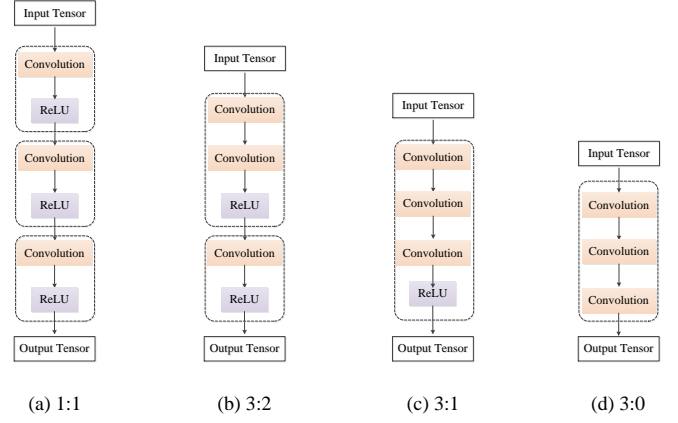 Input Tensor
Convolution
ReLU
Convolution
ReLU
Convolution
ReLU
Output Tensor
(a) 1:1
Input Tensor
Convolution
Convolution
ReLU
Convolution
ReLU
Output Tensor
(b) 3:2
Input Tensor
Convolution
Convolution
Convolution
ReLU
Output Tensor
(c) 3:1
Input Tensor
Convolution
Convolution
Convolution
Output Tensor
(d) 3:0